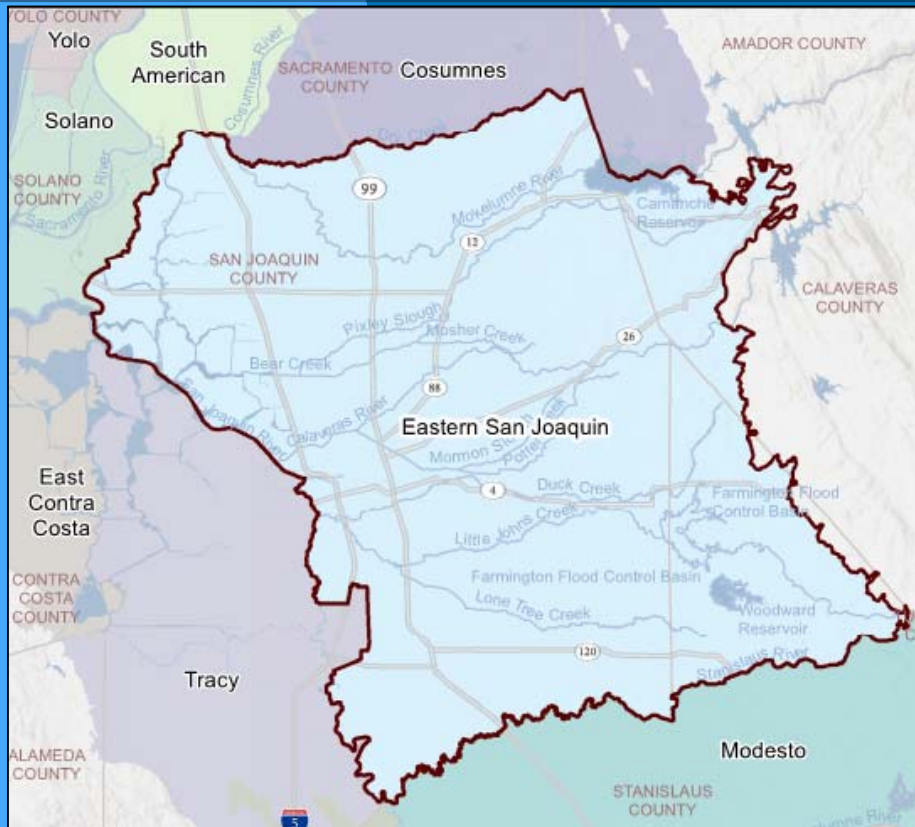 YOLO COUNTY
Yolo
South
American
Cosumnes River
SACRAMENTO
COUNTY
Cosumnes
AMADOR COUNTY
Solano
SOLANO
COUNTY
Sacramento River
99
Mokelumne River
Camanche
Reservoir
12
SAN JOAQUIN
COUNTY
CALAVERAS
COUNTY
Pixley Slough
Mosher Creek
26
Bear Creek
88
San Joaquin River
Calaveras River
Eastern San Joaquin
Mormon Slough
East
Contra
Costa
4
Duck Creek
Farmington Flood
Control Basin
Little Johns Creek
CONTRA
COSTA
COUNTY
Farmington Flood Control Basin
Lone Tree Creek
Woodward
Reservoir
120
Stanislaus River
Tracy
Modesto
ALAMEDA
COUNTY
STANISLAUS
COUNTY
5